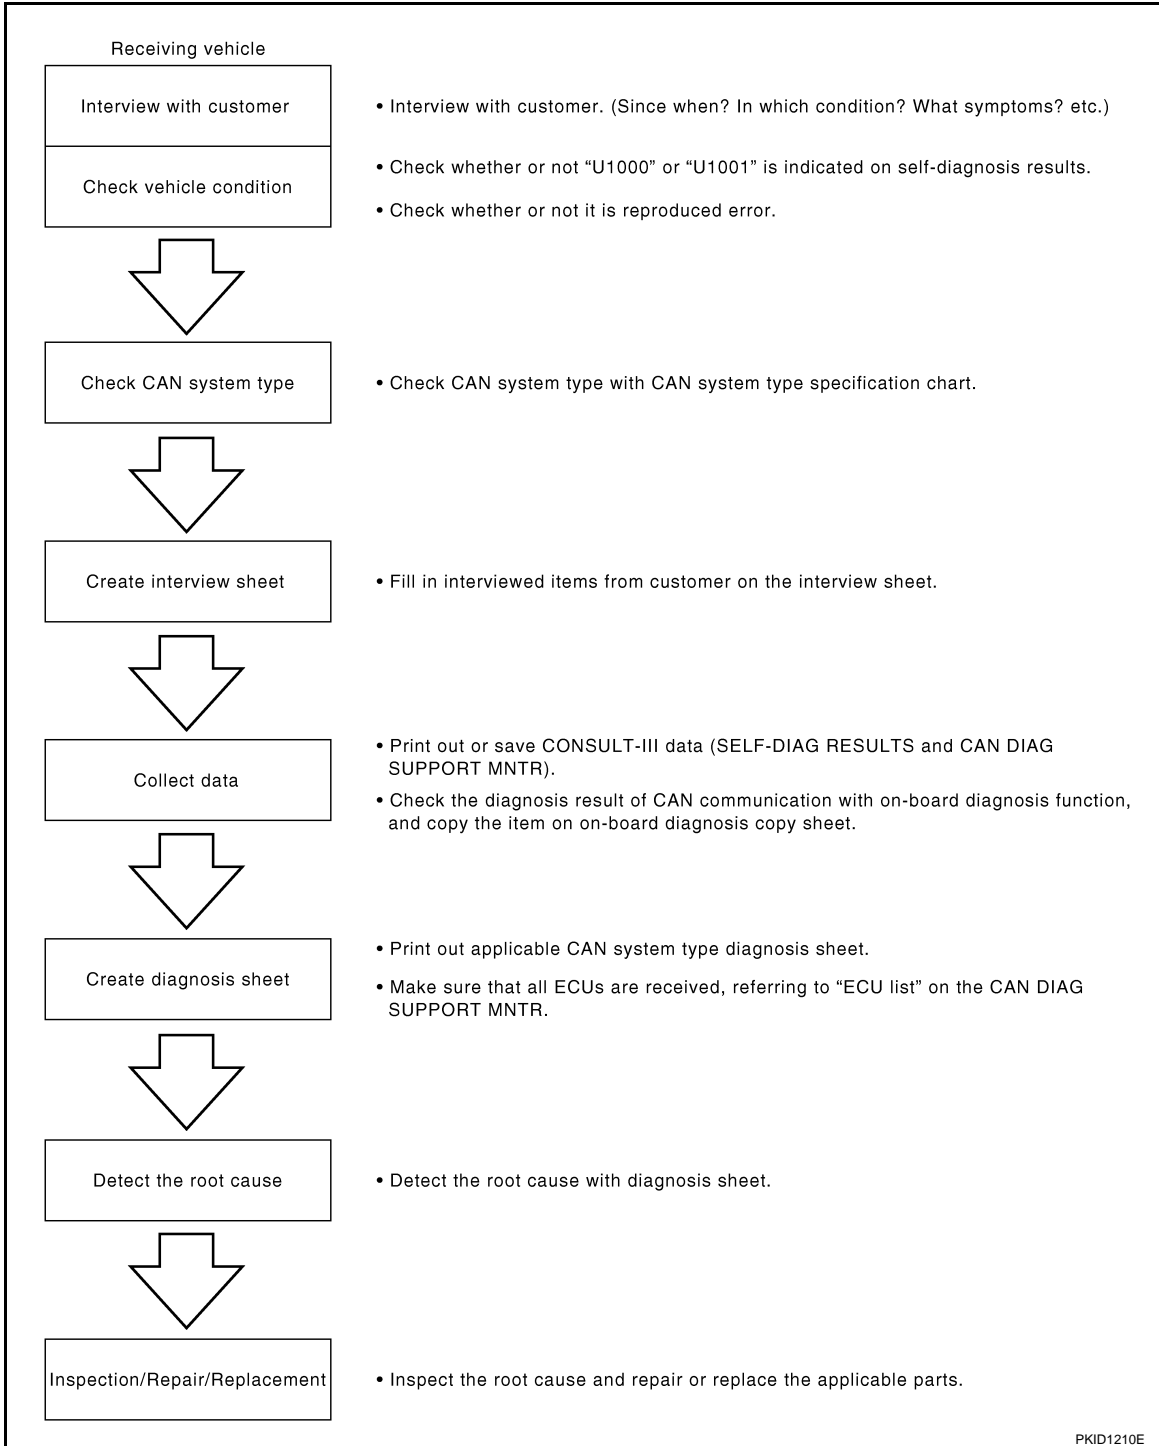 Receiving vehicle
Interview with customer
• Interview with customer. (Since when? In which condition? What symptoms? etc.)
Check vehicle condition
• Check whether or not “U1000” or “U1001” is indicated on self-diagnosis results.
• Check whether or not it is reproduced error.
Check CAN system type
• Check CAN system type with CAN system type specification chart.
Create interview sheet
• Fill in interviewed items from customer on the interview sheet.
Collect data
• Print out or save CONSULT-III data (SELF-DIAG RESULTS and CAN DIAG
SUPPORT MNTR).
• Check the diagnosis result of CAN communication with on-board diagnosis function,
and copy the item on on-board diagnosis copy sheet.
Create diagnosis sheet
• Print out applicable CAN system type diagnosis sheet.
• Make sure that all ECUs are received, referring to “ECU list” on the CAN DIAG
SUPPORT MNTR.
Detect the root cause
• Detect the root cause with diagnosis sheet.
Inspection/Repair/Replacement
• Inspect the root cause and repair or replace the applicable parts.
PKID1210E